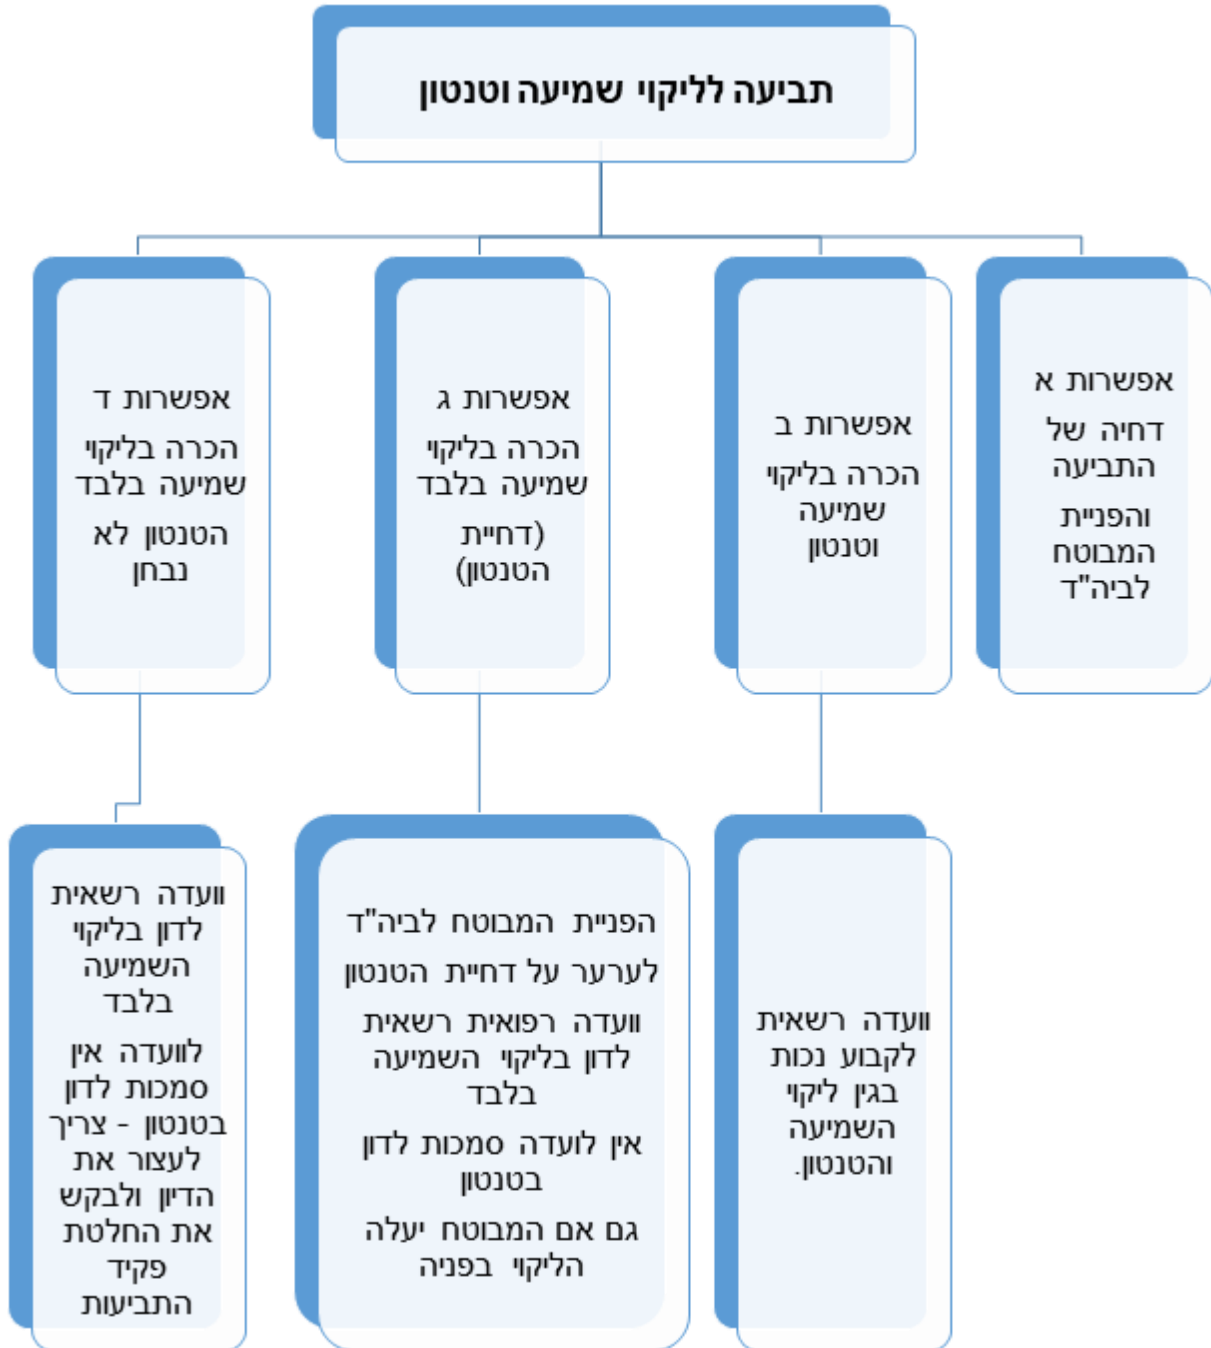 תביעה לליקוי שמיעה וטנטון
אפשרות א
דחיה של
התביעה
והפניית
המבוטח
לביה"ד
אפשרות ב
הכרה בליקוי
שמיעה
וטנטון
אפשרות ג
הכרה בליקוי
שמיעה בלבד
(דחיית
הטנטון)
אפשרות ד
הכרה בליקוי
שמיעה בלבד
הטנטון לא
נבחן
וועדה רשאית
לקבוע נכות
בגין ליקוי
השמיעה
והטנטון.
הפניית המבוטח לביה"ד
לערער על דחיית הטנטון
וועדה רפואית רשאית
לדון בליקוי השמיעה
בלבד
אין לועדה סמכות לדון
בטנטון
גם אם המבוטח יעלה
הליקוי בפניה
וועדה רשאית
לדון בליקוי
השמיעה
בלבד
לוועדה אין
סמכות לדון
בטנטון - צריך
לעצור את
הדיון ולבקש
את החלטת
פקיד
התביעות